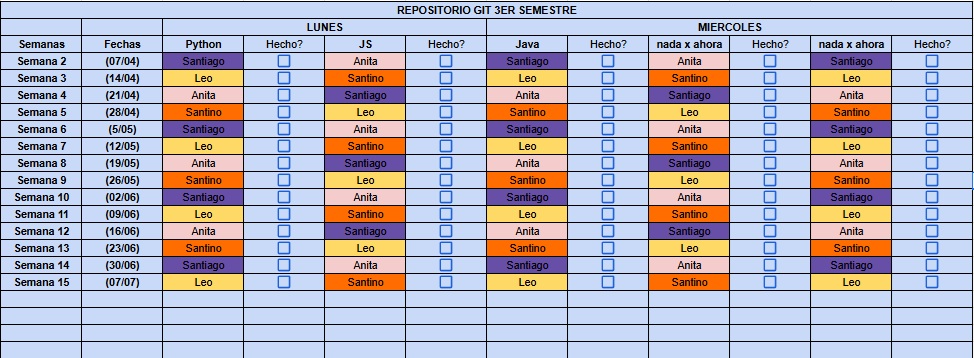 REPOSITORIO GIT 3ER SEMESTRE
LUNES MIERCOLES
Semanas Fechas Python Hecho? JS Hecho? Java Hecho? nada x ahora Hecho? nada x ahora Hecho?
Semana 2 (07/04) Santiago Anita Santiago Anita Santiago
Semana 3 (14/04) Leo Santino Leo Santino Leo
Semana 4 (21/04) Anita Santiago Anita Santiago Anita
Semana 5 (28/04) Santino Leo Santino Leo Santino
Semana 6 (5/05) Santiago Anita Santiago Anita Santiago
Semana 7 (12/05) Leo Santino Leo Santino Leo
Semana 8 (19/05) Anita Santiago Anita Santiago Anita
Semana 9 (26/05) Santino Leo Santino Leo Santino
Semana 10 (02/06) Santiago Anita Santiago Anita Santiago
Semana 11 (09/06) Leo Santino Leo Santino Leo
Semana 12 (16/06) Anita Santiago Anita Santiago Anita
Semana 13 (23/06) Santino Leo Santino Leo Santino
Semana 14 (30/06) Santiago Anita Santiago Anita Santiago
Semana 15 (07/07) Leo Santino Leo Santino Leo